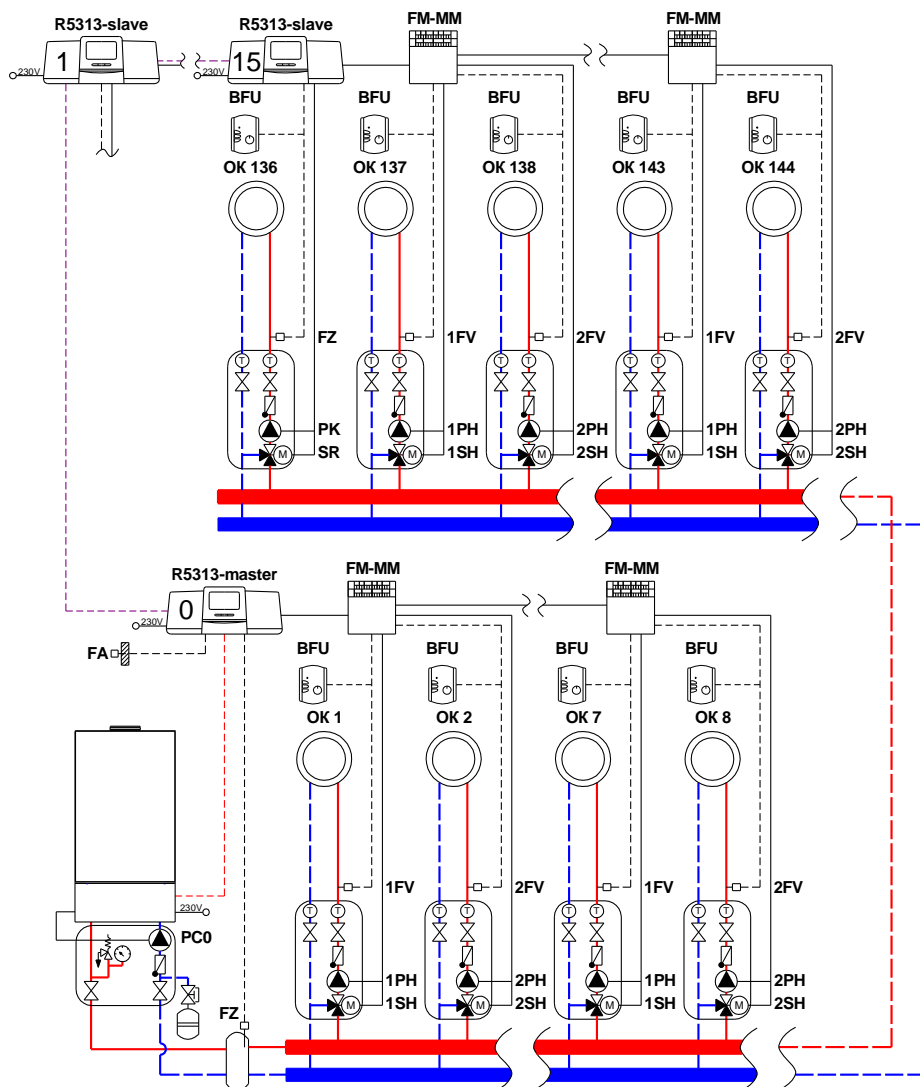 R5313-slave R5313-slave FM-MM FM-MM
1 15
230V 230V
BFU BFU BFU BFU BFU
OK 136 OK 137 OK 138 OK 143 OK 144
FZ 1FV 2FV 1FV 2FV
T T T T T T T T T T
PK 1PH 2PH 1PH 2PH
M M M M M
SR 1SH 2SH 1SH 2SH
R5313-master FM-MM FM-MM
0
230V
FA
BFU BFU BFU BFU
OK 1 OK 2 OK 7 OK 8
1FV 2FV 1FV 2FV
230V
T T T T T T T T
PC0
1PH 2PH 1PH 2PH
M M M M
1SH 2SH 1SH 2SH
FZ